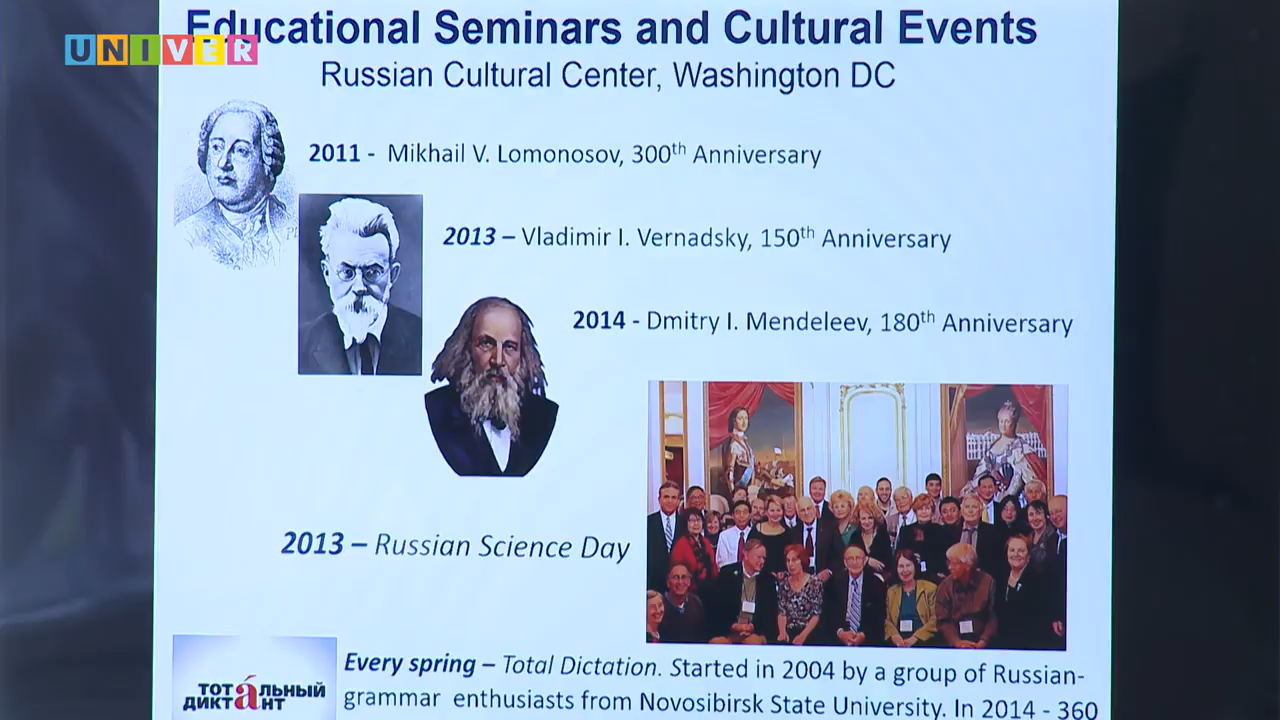 Educational Seminars and Cultural Events
UNIVER
Russian Cultural Center, Washington DC
2011 - Mikhail V. Lomonosov, 300th Anniversary
2013 – Vladimir I. Vernadsky, 150th Anniversary
2014 - Dmitry I. Mendeleev, 180th Anniversary
2013 – Russian Science Day
Every spring – Total Dictation. Started in 2004 by a group of Russian-
grammar enthusiasts from Novosibirsk State University. In 2014 - 360
тотáльный
диктáнт